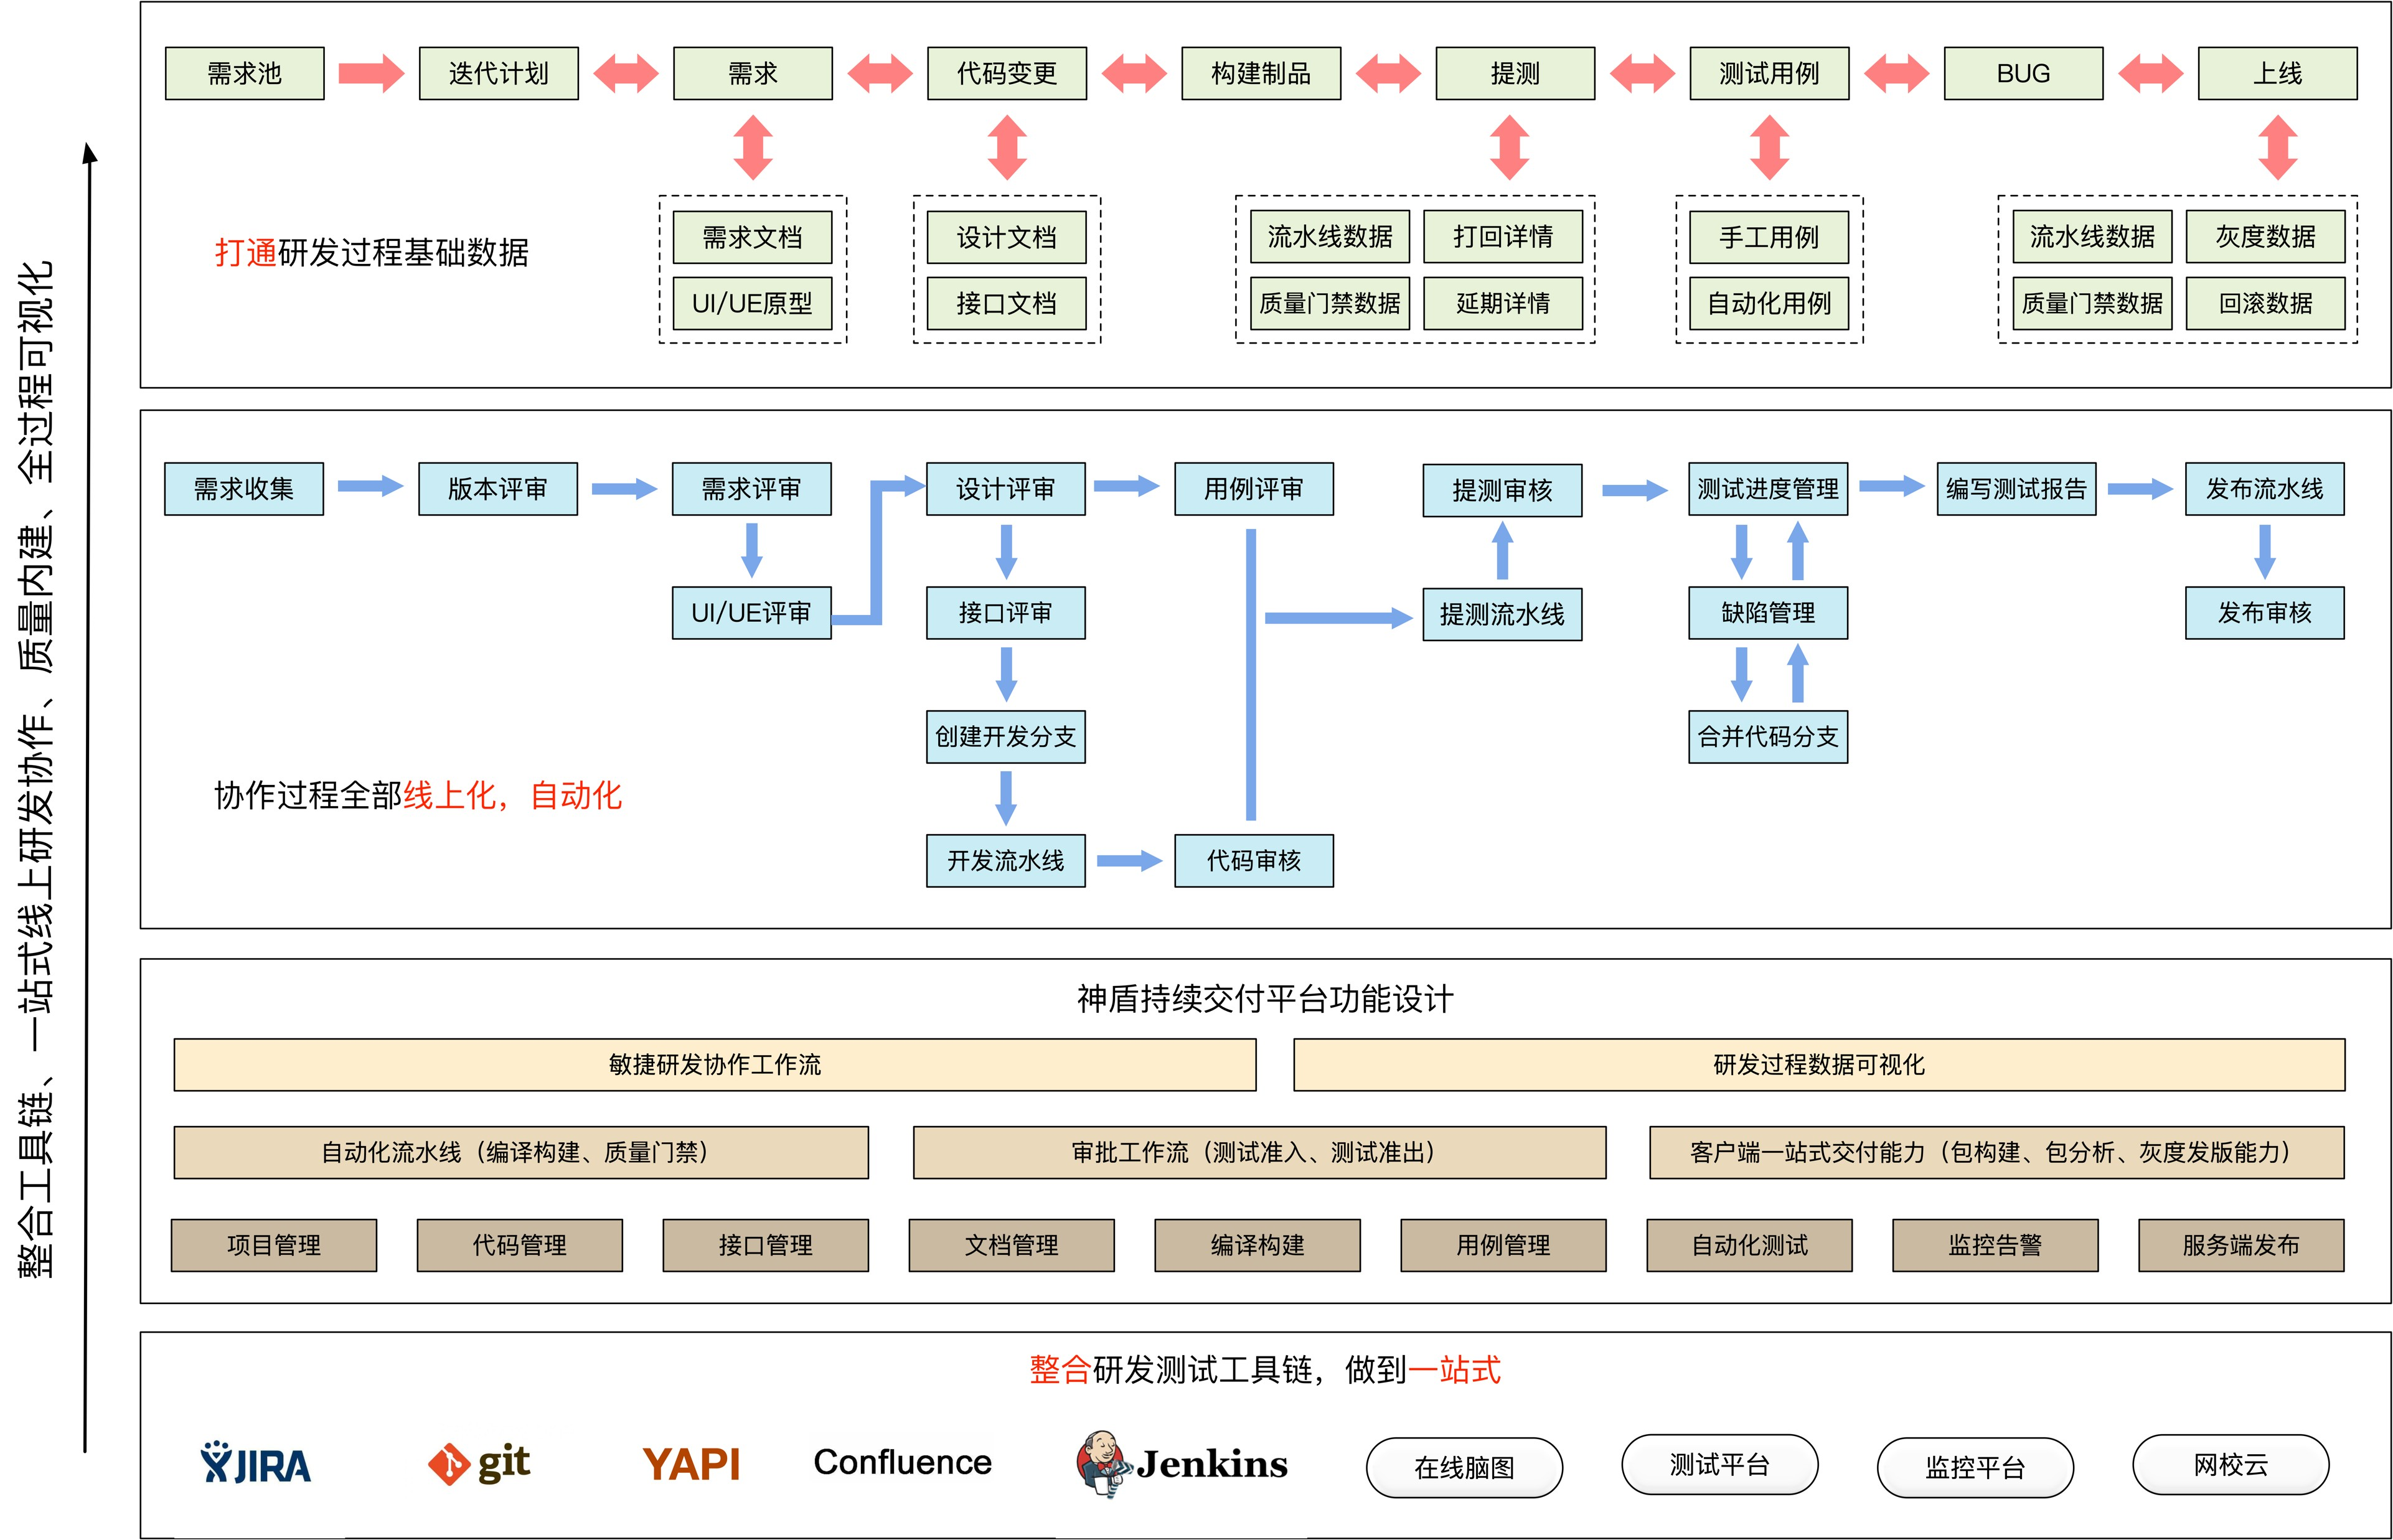 需求池
迭代计划
需求
代码变更
构建制品
提测
测试用例
BUG
上线
打通研发过程基础数据
需求文档
UI/UE原型
设计文档
接口文档
流水线数据
打回详情
质量门禁数据
延期详情
手工用例
自动化用例
流水线数据
灰度数据
质量门禁数据
回滚数据
整合工具链、一站式线上研发协作、质量内建、全过程可视化
需求收集
版本评审
需求评审
设计评审
用例评审
提测审核
测试进度管理
编写测试报告
发布流水线
UI/UE评审
接口评审
提测流水线
缺陷管理
发布审核
创建开发分支
合并代码分支
协作过程全部线上化，自动化
开发流水线
代码审核
神盾持续交付平台功能设计
敏捷研发协作工作流
研发过程数据可视化
自动化流水线（编译构建、质量门禁）
审批工作流（测试准入、测试准出）
客户端一站式交付能力（包构建、包分析、灰度发版能力）
项目管理
代码管理
接口管理
文档管理
编译构建
用例管理
自动化测试
监控告警
服务端发布
整合研发测试工具链，做到一站式
JIRA
git
YAPI
Confluence
Jenkins
在线脑图
测试平台
监控平台
网校云